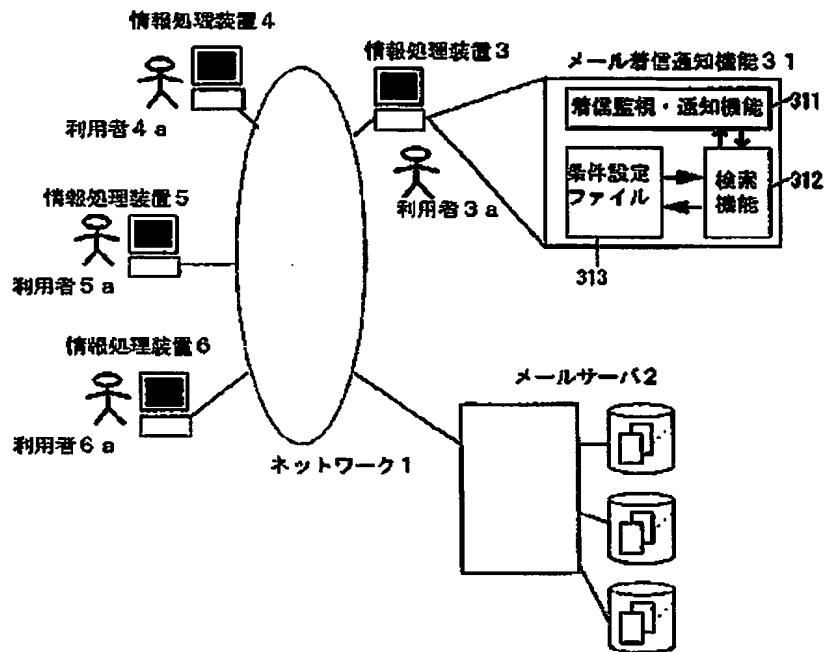 情報処理装置4
利用者4a
情報処理装置3
利用者3a
メール着信通知機能31
着信監視・通知機能
311
条件設定
ファイル
検索
機能
312
313
情報処理装置5
利用者5a
情報処理装置6
利用者6a
ネットワーク1
メールサーバ2